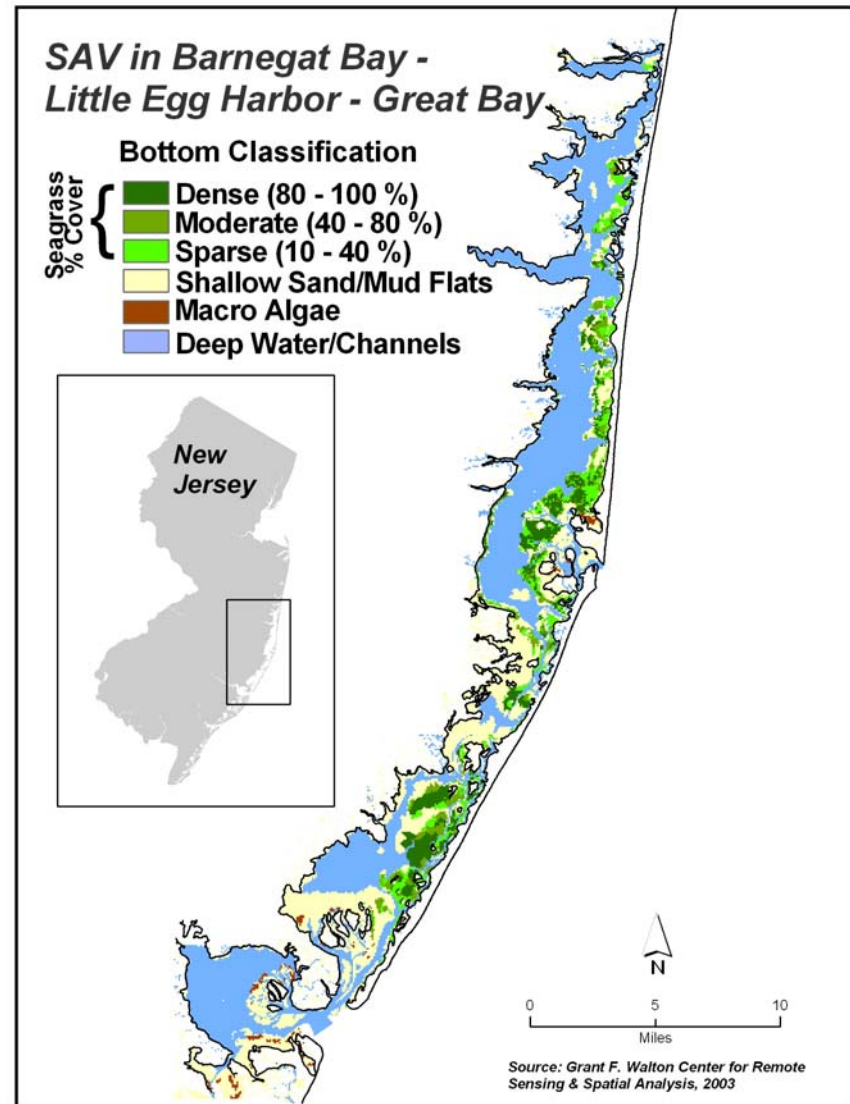 SAV in Barnegat Bay -
Little Egg Harbor - Great Bay
Bottom Classification
Seagrass
% Cover
Dense (80 - 100 %)
Moderate (40 - 80 %)
Sparse (10 - 40 %)
Shallow Sand/Mud Flats
Macro Algae
Deep Water/Channels
New
Jersey
N
0 5 10
Miles
Source: Grant F. Walton Center for Remote
Sensing & Spatial Analysis, 2003